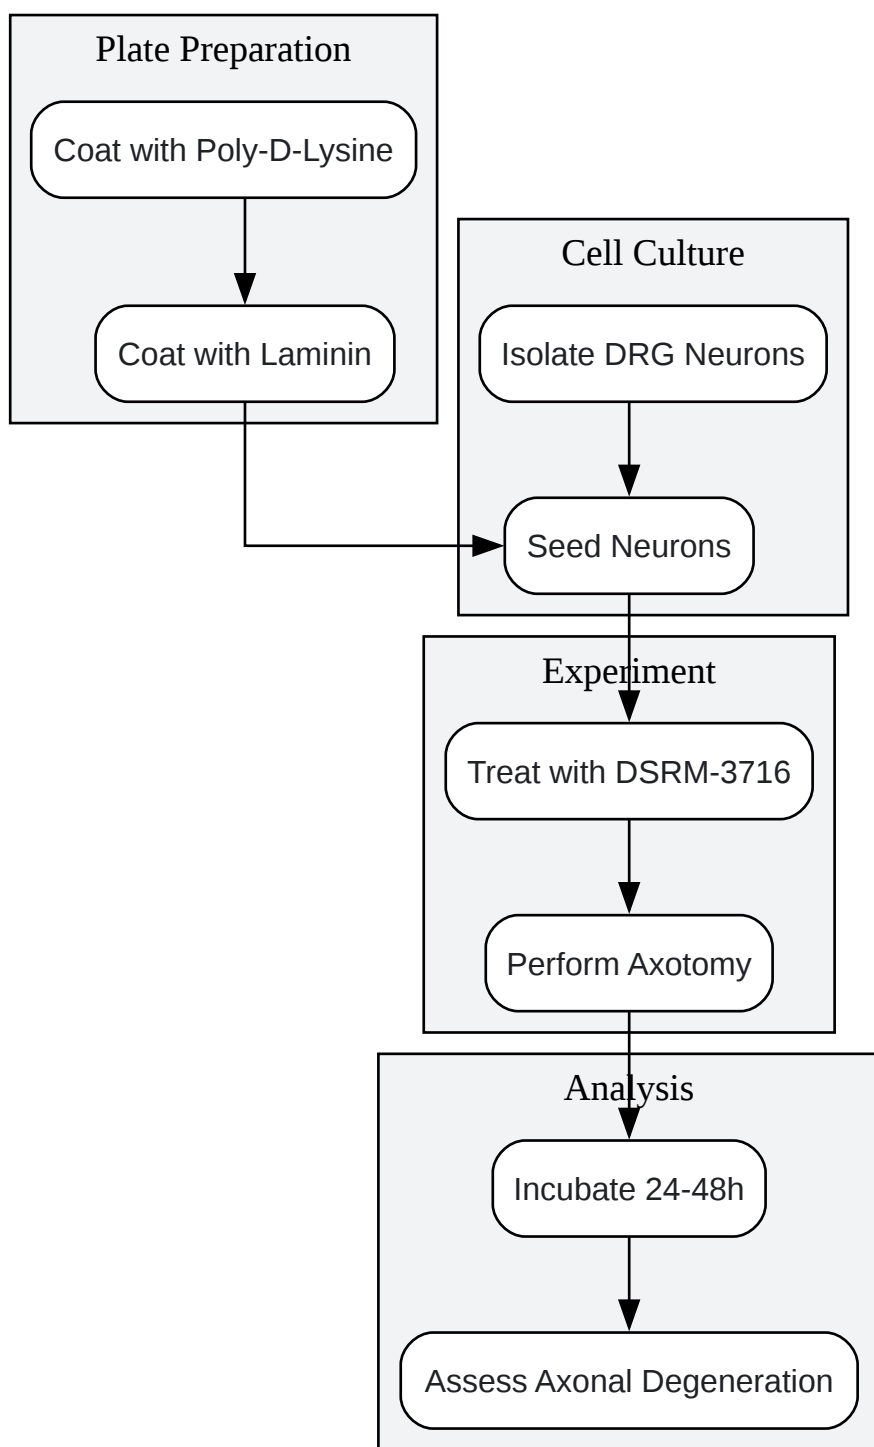 Plate Preparation
Coat with Poly-D-Lysine
Coat with Laminin
Cell Culture
Isolate DRG Neurons
Seed Neurons
Experiment
Treat with DSRM-3716
Perform Axotomy
Analysis
Incubate 24-48h
Assess Axonal Degeneration